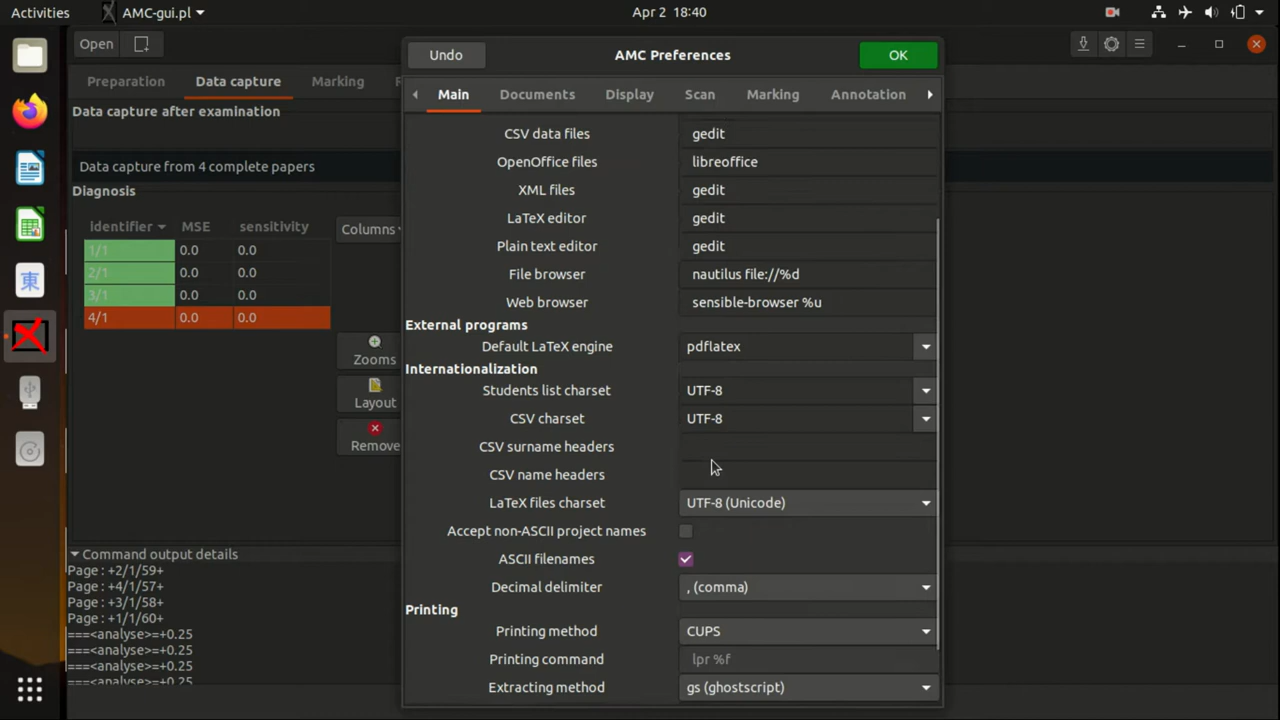 Activities
AMC-gui.pl
Apr 2 18:40
Open
Undo
AMC Preferences
OK
Preparation
Data capture
Marking
Main
Documents
Display
Scan
Marking
Annotation
Data capture after examination
Data capture from 4 complete papers
Diagnosis
identifier MSE sensitivity
1/1 0.0 0.0
2/1 0.0 0.0
3/1 0.0 0.0
4/1 0.0 0.0
Columns
Zooms
Layout
Remove
CSV data files gedit
OpenOffice files libreoffice
XML files gedit
LaTeX editor gedit
Plain text editor gedit
File browser nautilus file://%d
Web browser sensible-browser %u
External programs
Default LaTeX engine pdflatex
Internationalization
Students list charset UTF-8
CSV charset UTF-8
CSV surname headers
CSV name headers
LaTeX files charset UTF-8 (Unicode)
Accept non-ASCII project names
ASCII filenames
Decimal delimiter , (comma)
Printing
Printing method CUPS
Printing command lpr %f
Extracting method gs (ghostscript)
Command output details
Page : +2/1/59+
Page : +4/1/57+
Page : +3/1/58+
Page : +1/1/60+
===<analyse>=+0.25
===<analyse>=+0.25
===<analyse>=+0.25
===<analyse>=+0.25
東